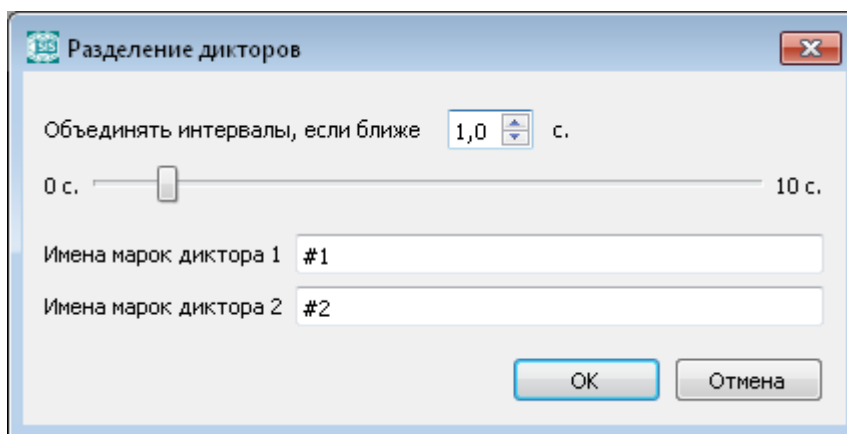 Разделение дикторов
Объединять интервалы, если ближе 1,0 с.
0 с. 10 с.
Имена марок диктора 1 #1
Имена марок диктора 2 #2
OK Отмена